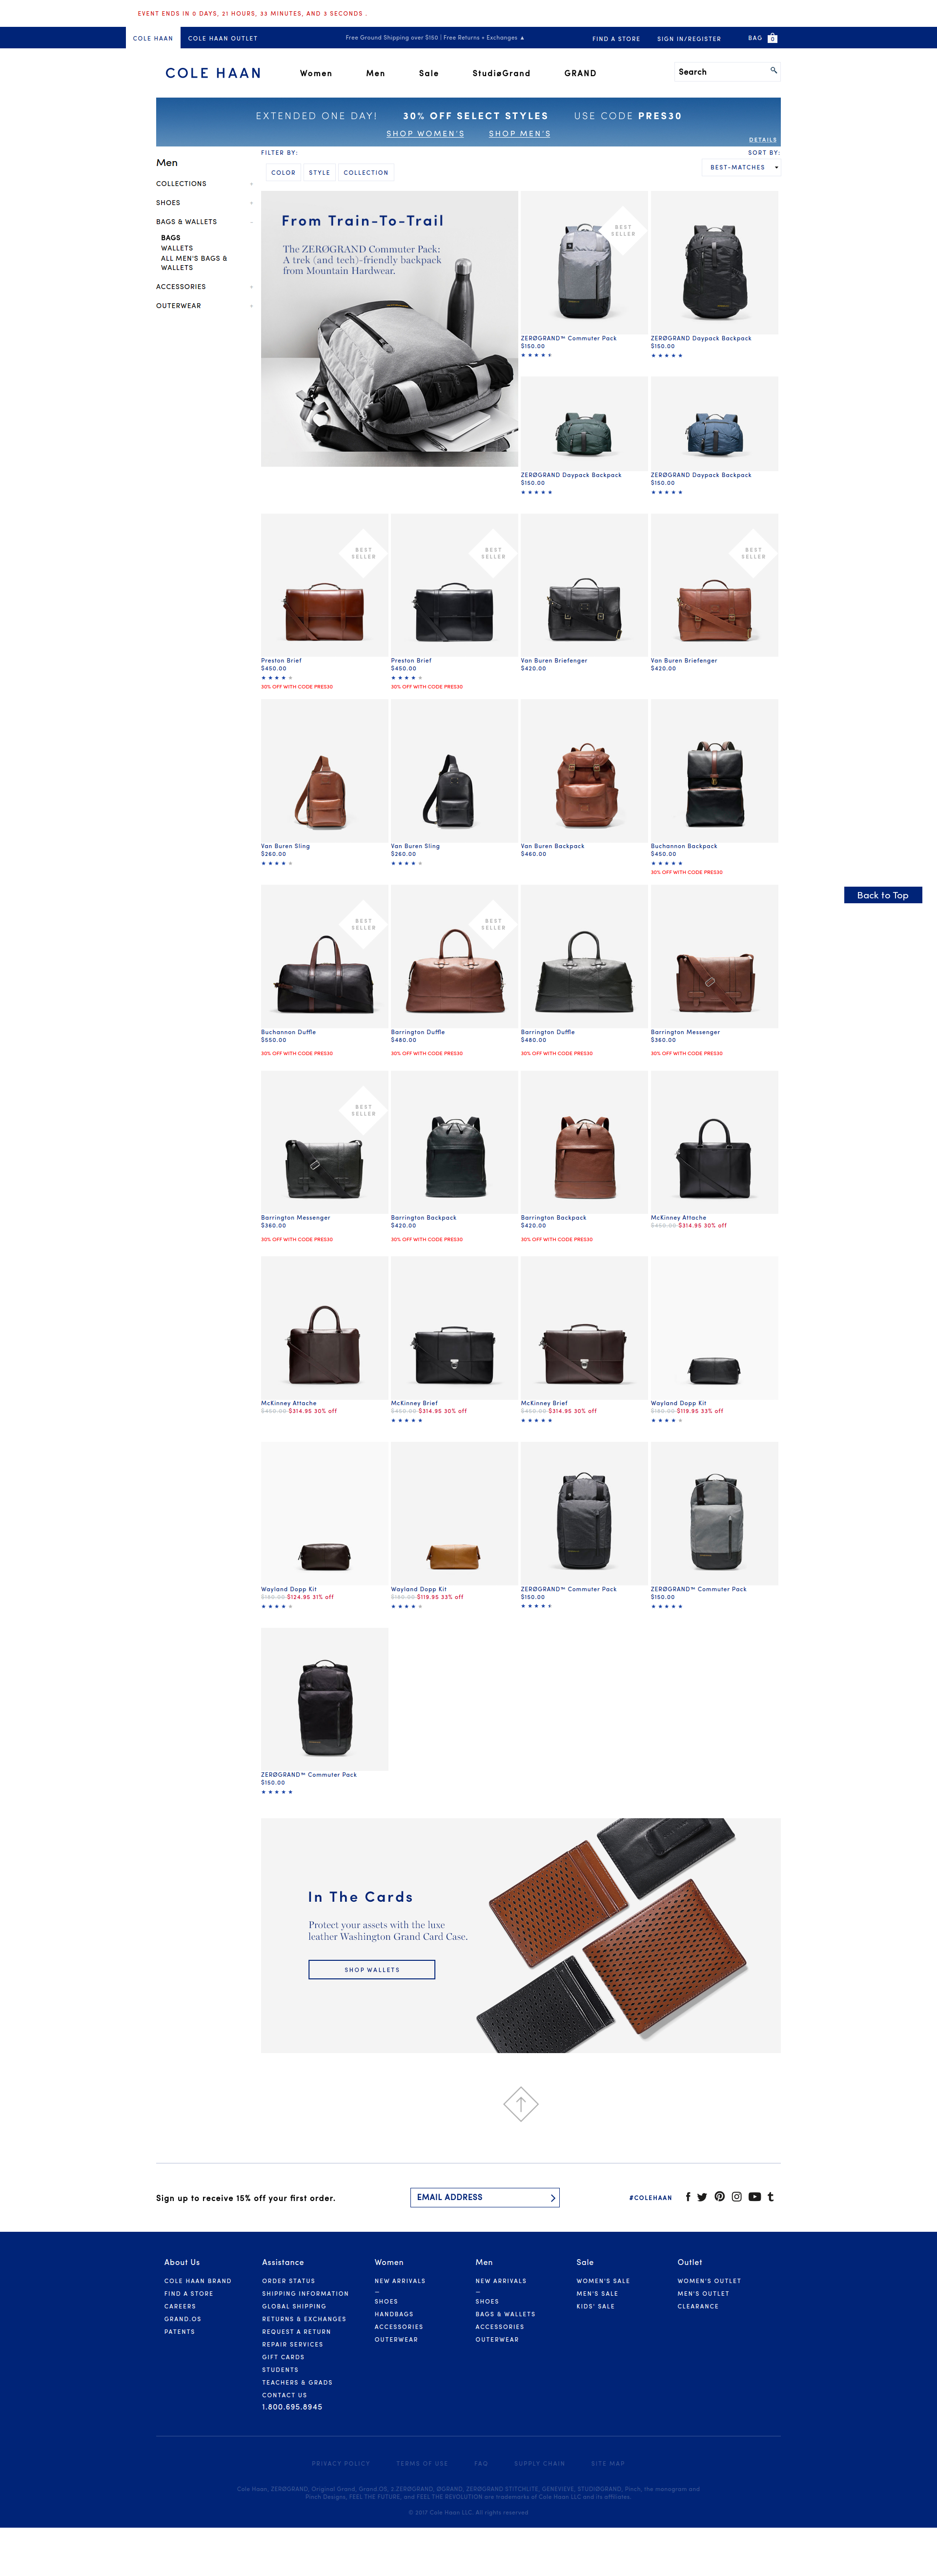 EVENT ENDS IN 0 DAYS, 21 HOURS, 33 MINUTES, AND 3 SECONDS .
COLE HAAN
COLE HAAN OUTLET
Free Ground Shipping over $150 | Free Returns + Exchanges ▲
FIND A STORE
SIGN IN/REGISTER
BAG 0
COLE HAAN
Women
Men
Sale
StudiøGrand
GRAND
Search
EXTENDED ONE DAY! 30% OFF SELECT STYLES USE CODE PRES30
SHOP WOMEN'S SHOP MEN'S
DETAILS
Men
COLLECTIONS +
SHOES +
BAGS & WALLETS -
BAGS
WALLETS
ALL MEN'S BAGS &
WALLETS
ACCESSORIES +
OUTERWEAR +
FILTER BY:
COLOR
STYLE
COLLECTION
SORT BY:
BEST-MATCHES
From Train-To-Trail
The ZERØGRAND Commuter Pack:
A trek (and tech)-friendly backpack
from Mountain Hardwear.
BEST
SELLER
ZERØGRAND™ Commuter Pack
$150.00
ZERØGRAND Daypack Backpack
$150.00
ZERØGRAND Daypack Backpack
$150.00
ZERØGRAND Daypack Backpack
$150.00
BEST
SELLER
Preston Brief
$450.00
30% OFF WITH CODE PRES30
BEST
SELLER
Preston Brief
$450.00
30% OFF WITH CODE PRES30
Van Buren Briefenger
$420.00
BEST
SELLER
Van Buren Briefenger
$420.00
Van Buren Sling
$260.00
Van Buren Sling
$260.00
Van Buren Backpack
$460.00
Buchannon Backpack
$450.00
30% OFF WITH CODE PRES30
Back to Top
BEST
SELLER
Buchannon Duffle
$550.00
30% OFF WITH CODE PRES30
BEST
SELLER
Barrington Duffle
$480.00
30% OFF WITH CODE PRES30
Barrington Duffle
$480.00
30% OFF WITH CODE PRES30
Barrington Messenger
$360.00
30% OFF WITH CODE PRES30
BEST
SELLER
Barrington Messenger
$360.00
30% OFF WITH CODE PRES30
Barrington Backpack
$420.00
30% OFF WITH CODE PRES30
Barrington Backpack
$420.00
30% OFF WITH CODE PRES30
McKinney Attache
$450.00 $314.95 30% off
McKinney Attache
$450.00 $314.95 30% off
McKinney Brief
$450.00 $314.95 30% off
McKinney Brief
$450.00 $314.95 30% off
Wayland Dopp Kit
$180.00 $119.95 33% off
Wayland Dopp Kit
$180.00 $124.95 31% off
Wayland Dopp Kit
$180.00 $119.95 33% off
ZERØGRAND™ Commuter Pack
$150.00
ZERØGRAND™ Commuter Pack
$150.00
ZERØGRAND™ Commuter Pack
$150.00
In The Cards
Protect your assets with the luxe
leather Washington Grand Card Case.
SHOP WALLETS
Sign up to receive 15% off your first order.
EMAIL ADDRESS
#COLEHAAN
About Us
COLE HAAN BRAND
FIND A STORE
CAREERS
GRAND.OS
PATENTS
Assistance
ORDER STATUS
SHIPPING INFORMATION
GLOBAL SHIPPING
RETURNS & EXCHANGES
REQUEST A RETURN
REPAIR SERVICES
GIFT CARDS
STUDENTS
TEACHERS & GRADS
CONTACT US
1.800.695.8945
Women
NEW ARRIVALS
—
SHOES
HANDBAGS
ACCESSORIES
OUTERWEAR
Men
NEW ARRIVALS
—
SHOES
BAGS & WALLETS
ACCESSORIES
OUTERWEAR
Sale
WOMEN'S SALE
MEN'S SALE
KIDS' SALE
Outlet
WOMEN'S OUTLET
MEN'S OUTLET
CLEARANCE
PRIVACY POLICY
TERMS OF USE
FAQ
SUPPLY CHAIN
SITE MAP
Cole Haan, ZERØGRAND, Original Grand, Grand.OS, 2.ZERØGRAND, ØGRAND, ZERØGRAND STITCHLITE, GENEVIEVE, STUDIØGRAND, Pinch, the monogram and
Pinch Designs, FEEL THE FUTURE, and FEEL THE REVOLUTION are trademarks of Cole Haan LLC and its affiliates.
© 2017 Cole Haan LLC. All rights reserved